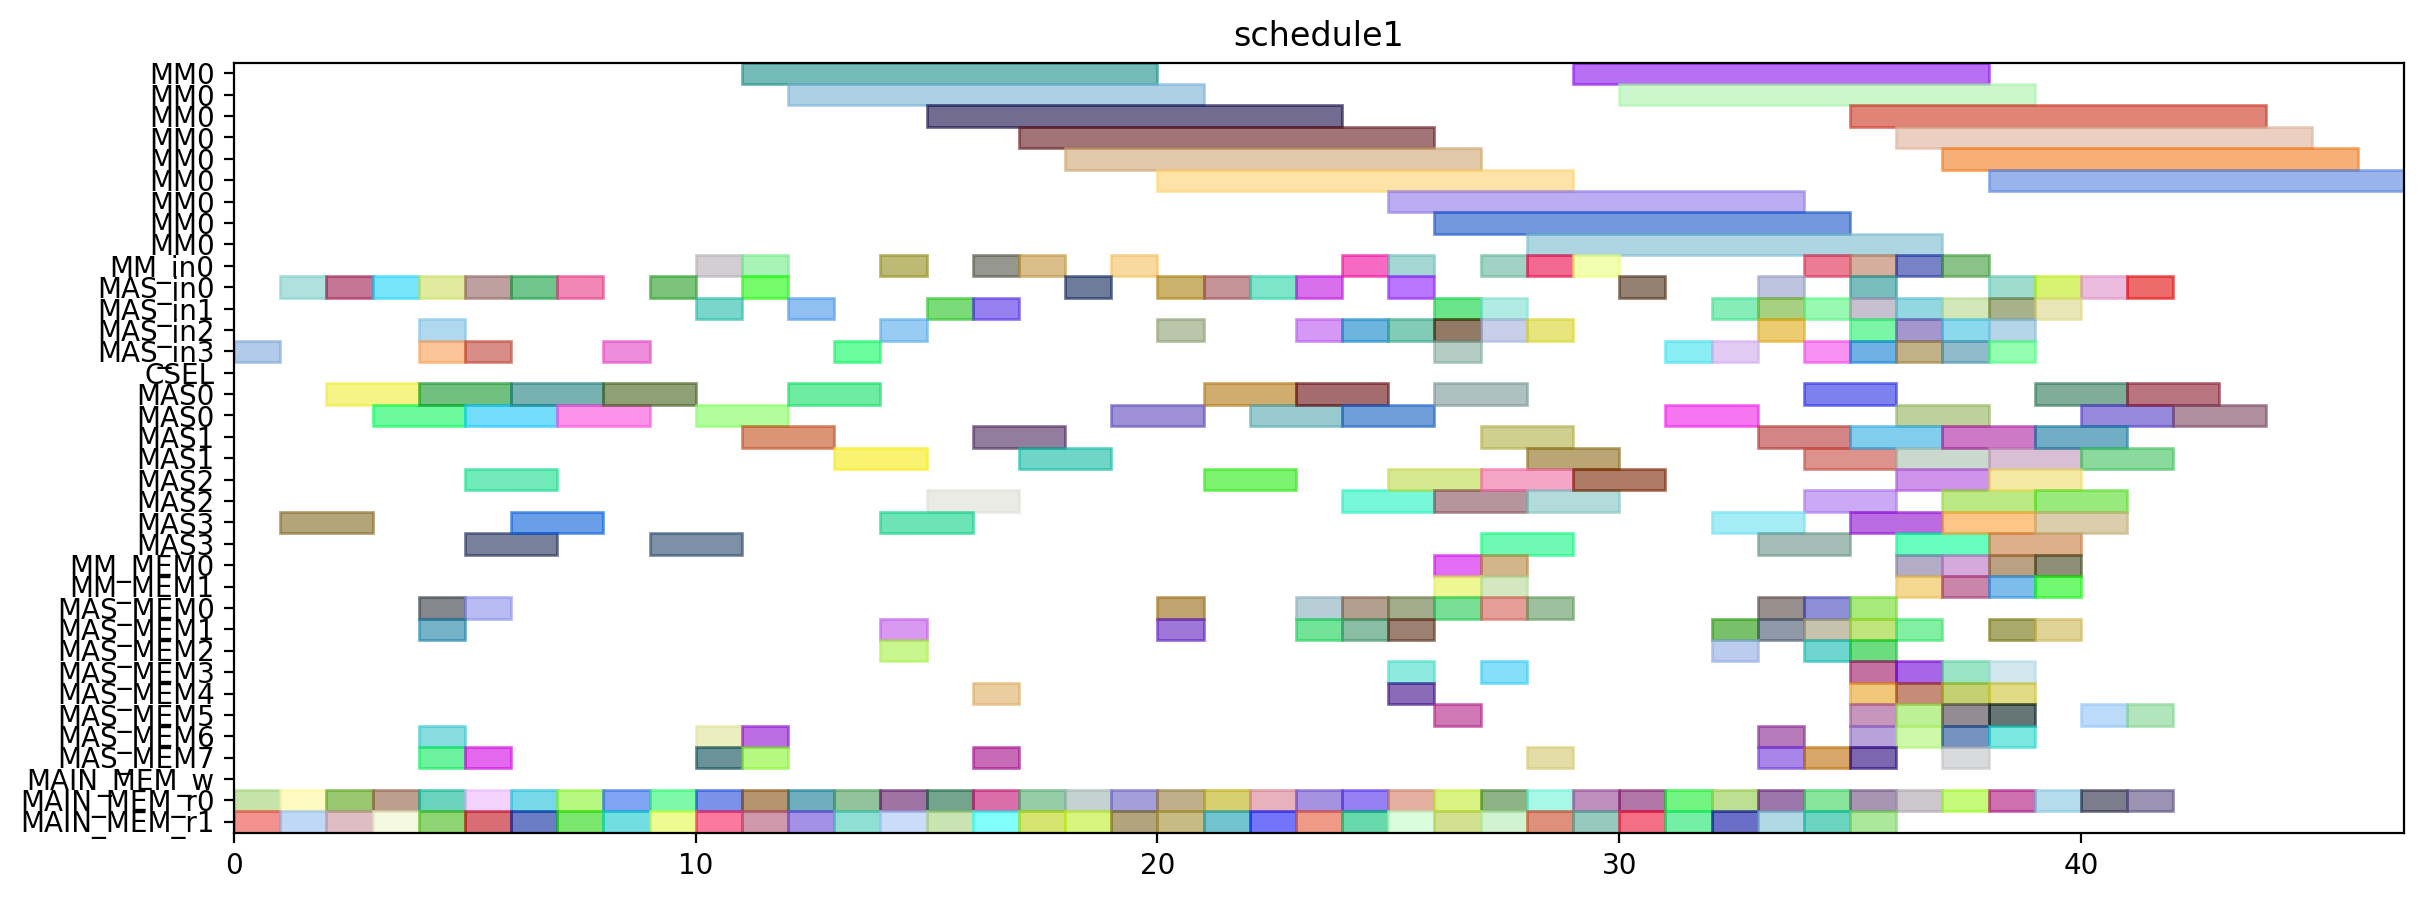 schedule1
MM0
MM0
MM0
MM0
MM0
MM0
MM0
MM0
MM0
MM_in0
MAS_in0
MAS_in1
MAS_in2
MAS_in3
CSEL
MAS0
MAS0
MAS1
MAS1
MAS2
MAS2
MAS3
MAS3
MM_MEM0
MM_MEM1
MAS_MEM0
MAS_MEM1
MAS_MEM2
MAS_MEM3
MAS_MEM4
MAS_MEM5
MAS_MEM6
MAS_MEM7
MAIN_MEM_w
MAIN_MEM_r0
MAIN_MEM_r1
0 10 20 30 40